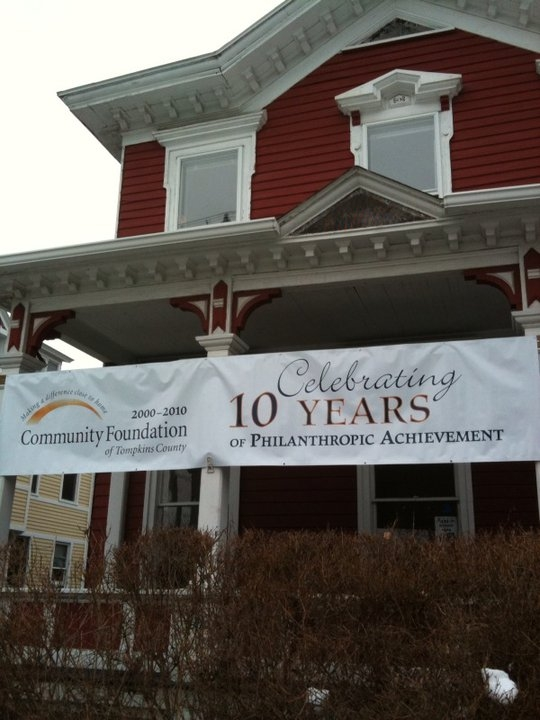 Making a difference close to home
2000–2010
Community Foundation
of Tompkins County
Celebrating
10 YEARS
OF PHILANTHROPIC ACHIEVEMENT